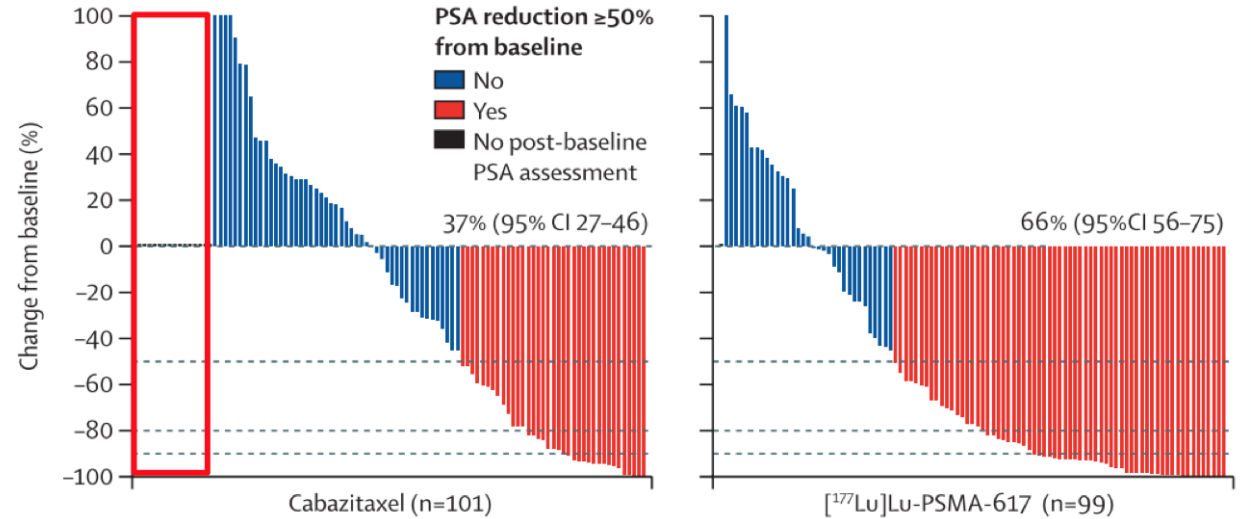 Change from baseline (%)
100
80
60
40
20
0
−20
−40
−60
−80
−100
PSA reduction ≥50%
from baseline
No
Yes
No post-baseline
PSA assessment
37% (95% CI 27–46)
66% (95%CI 56–75)
Cabazitaxel (n=101)
[¹⁷⁷Lu]Lu-PSMA-617 (n=99)